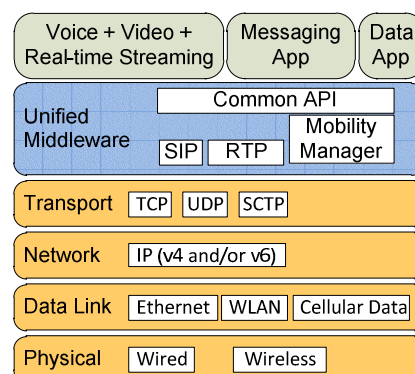 Voice + Video +
Real-time Streaming
Messaging
App
Data
App
Unified
Middleware
Common API
SIP
RTP
Mobility
Manager
Transport
TCP
UDP
SCTP
Network
IP (v4 and/or v6)
Data Link
Ethernet
WLAN
Cellular Data
Physical
Wired
Wireless